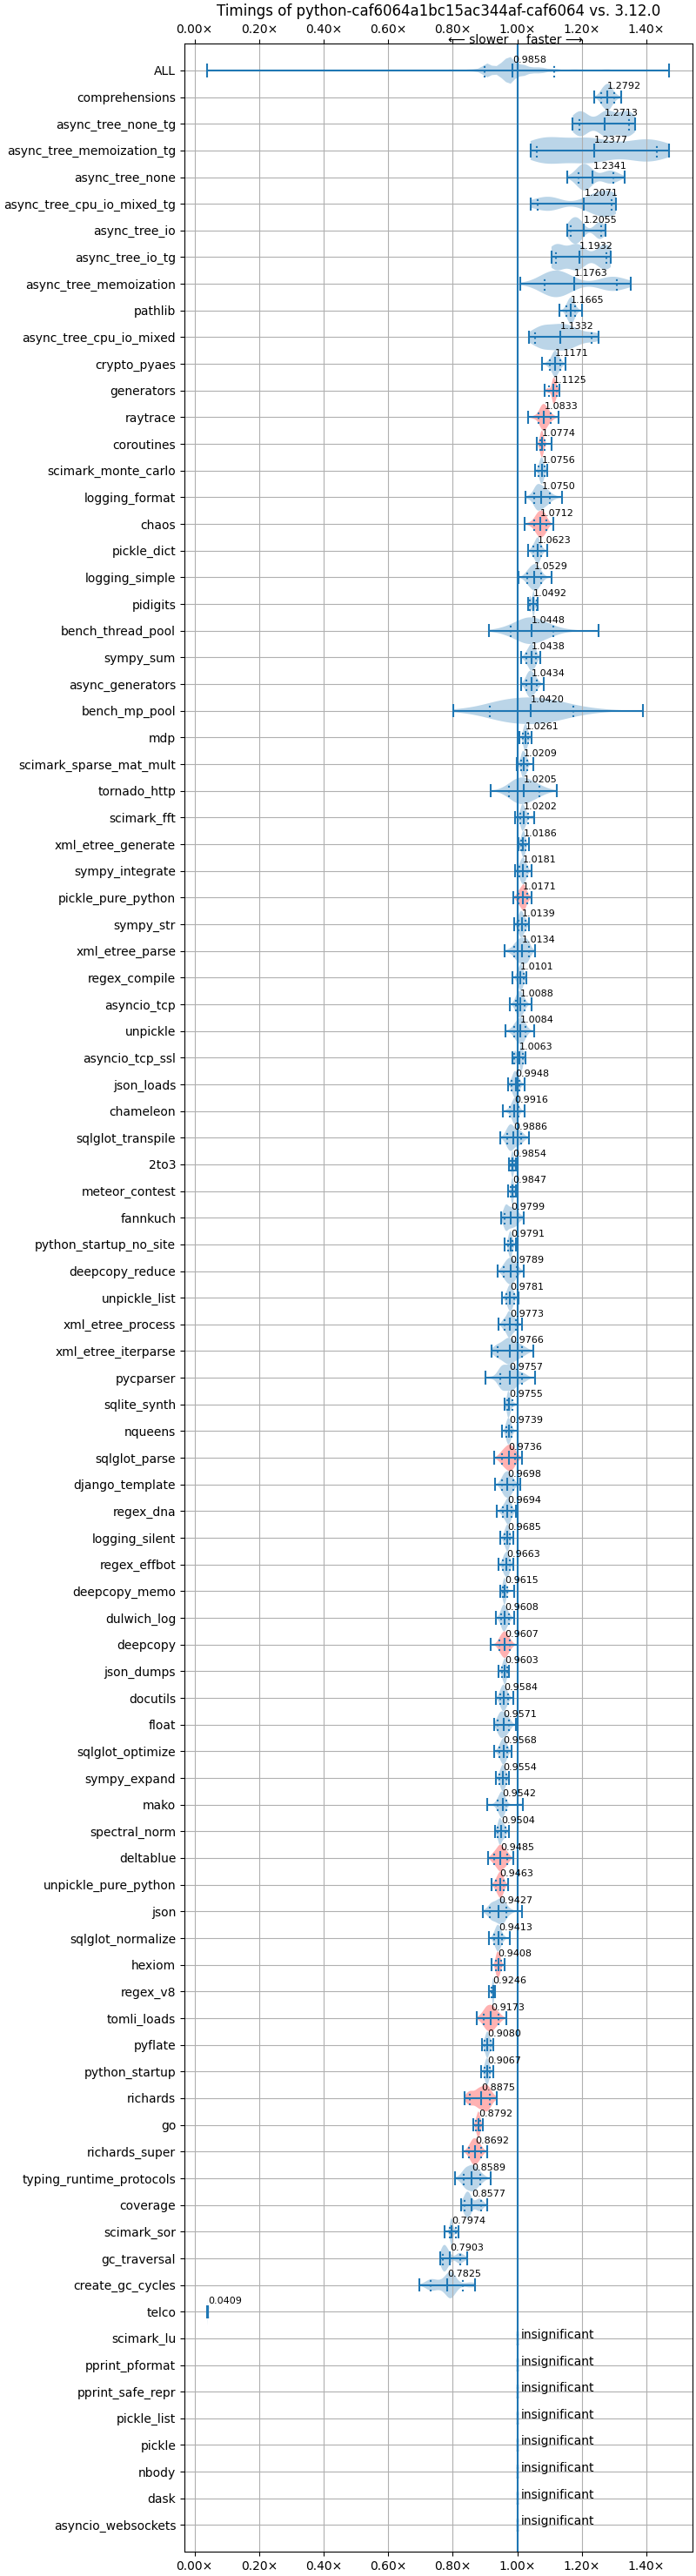 Timings of python-caf6064a1bc15ac344af-caf6064 vs. 3.12.0
0.00× 0.20× 0.40× 0.60× 0.80× 1.00× 1.20× 1.40×
⟵ slower faster ⟶
ALL 0.9858
comprehensions 1.2792
async_tree_none_tg 1.2713
async_tree_memoization_tg 1.2377
async_tree_none 1.2341
async_tree_cpu_io_mixed_tg 1.2071
async_tree_io 1.2055
async_tree_io_tg 1.1932
async_tree_memoization 1.1763
pathlib 1.1665
async_tree_cpu_io_mixed 1.1332
crypto_pyaes 1.1171
generators 1.1125
raytrace 1.0833
coroutines 1.0774
scimark_monte_carlo 1.0756
logging_format 1.0750
chaos 1.0712
pickle_dict 1.0623
logging_simple 1.0529
pidigits 1.0492
bench_thread_pool 1.0448
sympy_sum 1.0438
async_generators 1.0434
bench_mp_pool 1.0420
mdp 1.0261
scimark_sparse_mat_mult 1.0209
tornado_http 1.0205
scimark_fft 1.0202
xml_etree_generate 1.0186
sympy_integrate 1.0181
pickle_pure_python 1.0171
sympy_str 1.0139
xml_etree_parse 1.0134
regex_compile 1.0101
asyncio_tcp 1.0088
unpickle 1.0084
asyncio_tcp_ssl 1.0063
json_loads 0.9948
chameleon 0.9916
sqlglot_transpile 0.9886
2to3 0.9854
meteor_contest 0.9847
fannkuch 0.9799
python_startup_no_site 0.9791
deepcopy_reduce 0.9789
unpickle_list 0.9781
xml_etree_process 0.9773
xml_etree_iterparse 0.9766
pycparser 0.9757
sqlite_synth 0.9755
nqueens 0.9739
sqlglot_parse 0.9736
django_template 0.9698
regex_dna 0.9694
logging_silent 0.9685
regex_effbot 0.9663
deepcopy_memo 0.9615
dulwich_log 0.9608
deepcopy 0.9607
json_dumps 0.9603
docutils 0.9584
float 0.9571
sqlglot_optimize 0.9568
sympy_expand 0.9554
mako 0.9542
spectral_norm 0.9504
deltablue 0.9485
unpickle_pure_python 0.9463
json 0.9427
sqlglot_normalize 0.9413
hexiom 0.9408
regex_v8 0.9246
tomli_loads 0.9173
pyflate 0.9080
python_startup 0.9067
richards 0.8875
go 0.8792
richards_super 0.8692
typing_runtime_protocols 0.8589
coverage 0.8577
scimark_sor 0.7974
gc_traversal 0.7903
create_gc_cycles 0.7825
telco 0.0409
scimark_lu insignificant
pprint_pformat insignificant
pprint_safe_repr insignificant
pickle_list insignificant
pickle insignificant
nbody insignificant
dask insignificant
asyncio_websockets insignificant
0.00× 0.20× 0.40× 0.60× 0.80× 1.00× 1.20× 1.40×